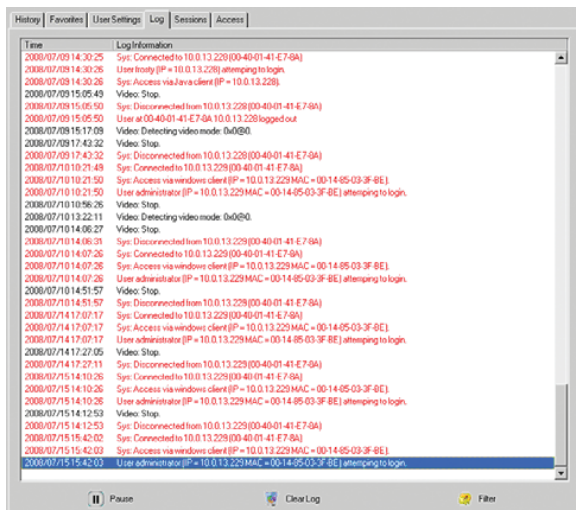 History Favorites User Settings Log Sessions Access
Time Log Information
2008/07/09 14:30:25 Sys: Connected to 10.0.13.228 (00-40-01-41-E7-8A)
2008/07/09 14:30:26 User frosty (IP = 10.0.13.228) attemping to login.
2008/07/09 14:30:26 Sys: Access via Java client (IP = 10.0.13.228).
2008/07/09 15:05:49 Video: Stop.
2008/07/09 15:05:50 Sys: Disconnected from 10.0.13.228 (00-40-01-41-E7-8A)
2008/07/09 15:05:50 User at 00-40-01-41-E7-8A 10.0.13.228 logged out
2008/07/09 15:17:09 Video: Detecting video mode: 0x0@0.
2008/07/09 17:43:32 Video: Stop.
2008/07/09 17:43:32 Sys: Disconnected from 10.0.13.228 (00-40-01-41-E7-8A)
2008/07/10 10:21:49 Sys: Connected to 10.0.13.229 (00-40-01-41-E7-8A)
2008/07/10 10:21:50 Sys: Access via windows client (IP = 10.0.13.229 MAC = 00-14-85-03-3F-BE).
2008/07/10 10:21:50 User administrator (IP = 10.0.13.229 MAC = 00-14-85-03-3F-BE) attemping to login.
2008/07/10 10:56:26 Video: Stop.
2008/07/10 13:22:11 Video: Detecting video mode: 0x0@0.
2008/07/10 14:06:27 Video: Stop.
2008/07/10 14:06:31 Sys: Disconnected from 10.0.13.229 (00-40-01-41-E7-8A)
2008/07/10 14:07:26 Sys: Connected to 10.0.13.229 (00-40-01-41-E7-8A)
2008/07/10 14:07:26 Sys: Access via windows client (IP = 10.0.13.229 MAC = 00-14-85-03-3F-BE).
2008/07/10 14:07:26 User administrator (IP = 10.0.13.229 MAC = 00-14-85-03-3F-BE) attemping to login.
2008/07/10 14:51:57 Video: Stop.
2008/07/10 14:51:57 Sys: Disconnected from 10.0.13.229 (00-40-01-41-E7-8A)
2008/07/14 17:07:17 Sys: Connected to 10.0.13.229 (00-40-01-41-E7-8A)
2008/07/14 17:07:17 Sys: Access via windows client (IP = 10.0.13.229 MAC = 00-14-85-03-3F-BE).
2008/07/14 17:07:17 User administrator (IP = 10.0.13.229 MAC = 00-14-85-03-3F-BE) attemping to login.
2008/07/14 17:27:05 Video: Stop.
2008/07/14 17:27:11 Sys: Disconnected from 10.0.13.229 (00-40-01-41-E7-8A)
2008/07/15 14:10:26 Sys: Connected to 10.0.13.229 (00-40-01-41-E7-8A)
2008/07/15 14:10:26 Sys: Access via windows client (IP = 10.0.13.229 MAC = 00-14-85-03-3F-BE).
2008/07/15 14:10:26 User administrator (IP = 10.0.13.229 MAC = 00-14-85-03-3F-BE) attemping to login.
2008/07/15 14:12:53 Video: Stop.
2008/07/15 14:12:53 Sys: Disconnected from 10.0.13.229 (00-40-01-41-E7-8A)
2008/07/15 15:42:02 Sys: Connected to 10.0.13.229 (00-40-01-41-E7-8A)
2008/07/15 15:42:03 Sys: Access via windows client (IP = 10.0.13.229 MAC = 00-14-85-03-3F-BE).
2008/07/15 15:42:03 User administrator (IP = 10.0.13.229 MAC = 00-14-85-03-3F-BE) attemping to login.
Pause Clear Log Filter